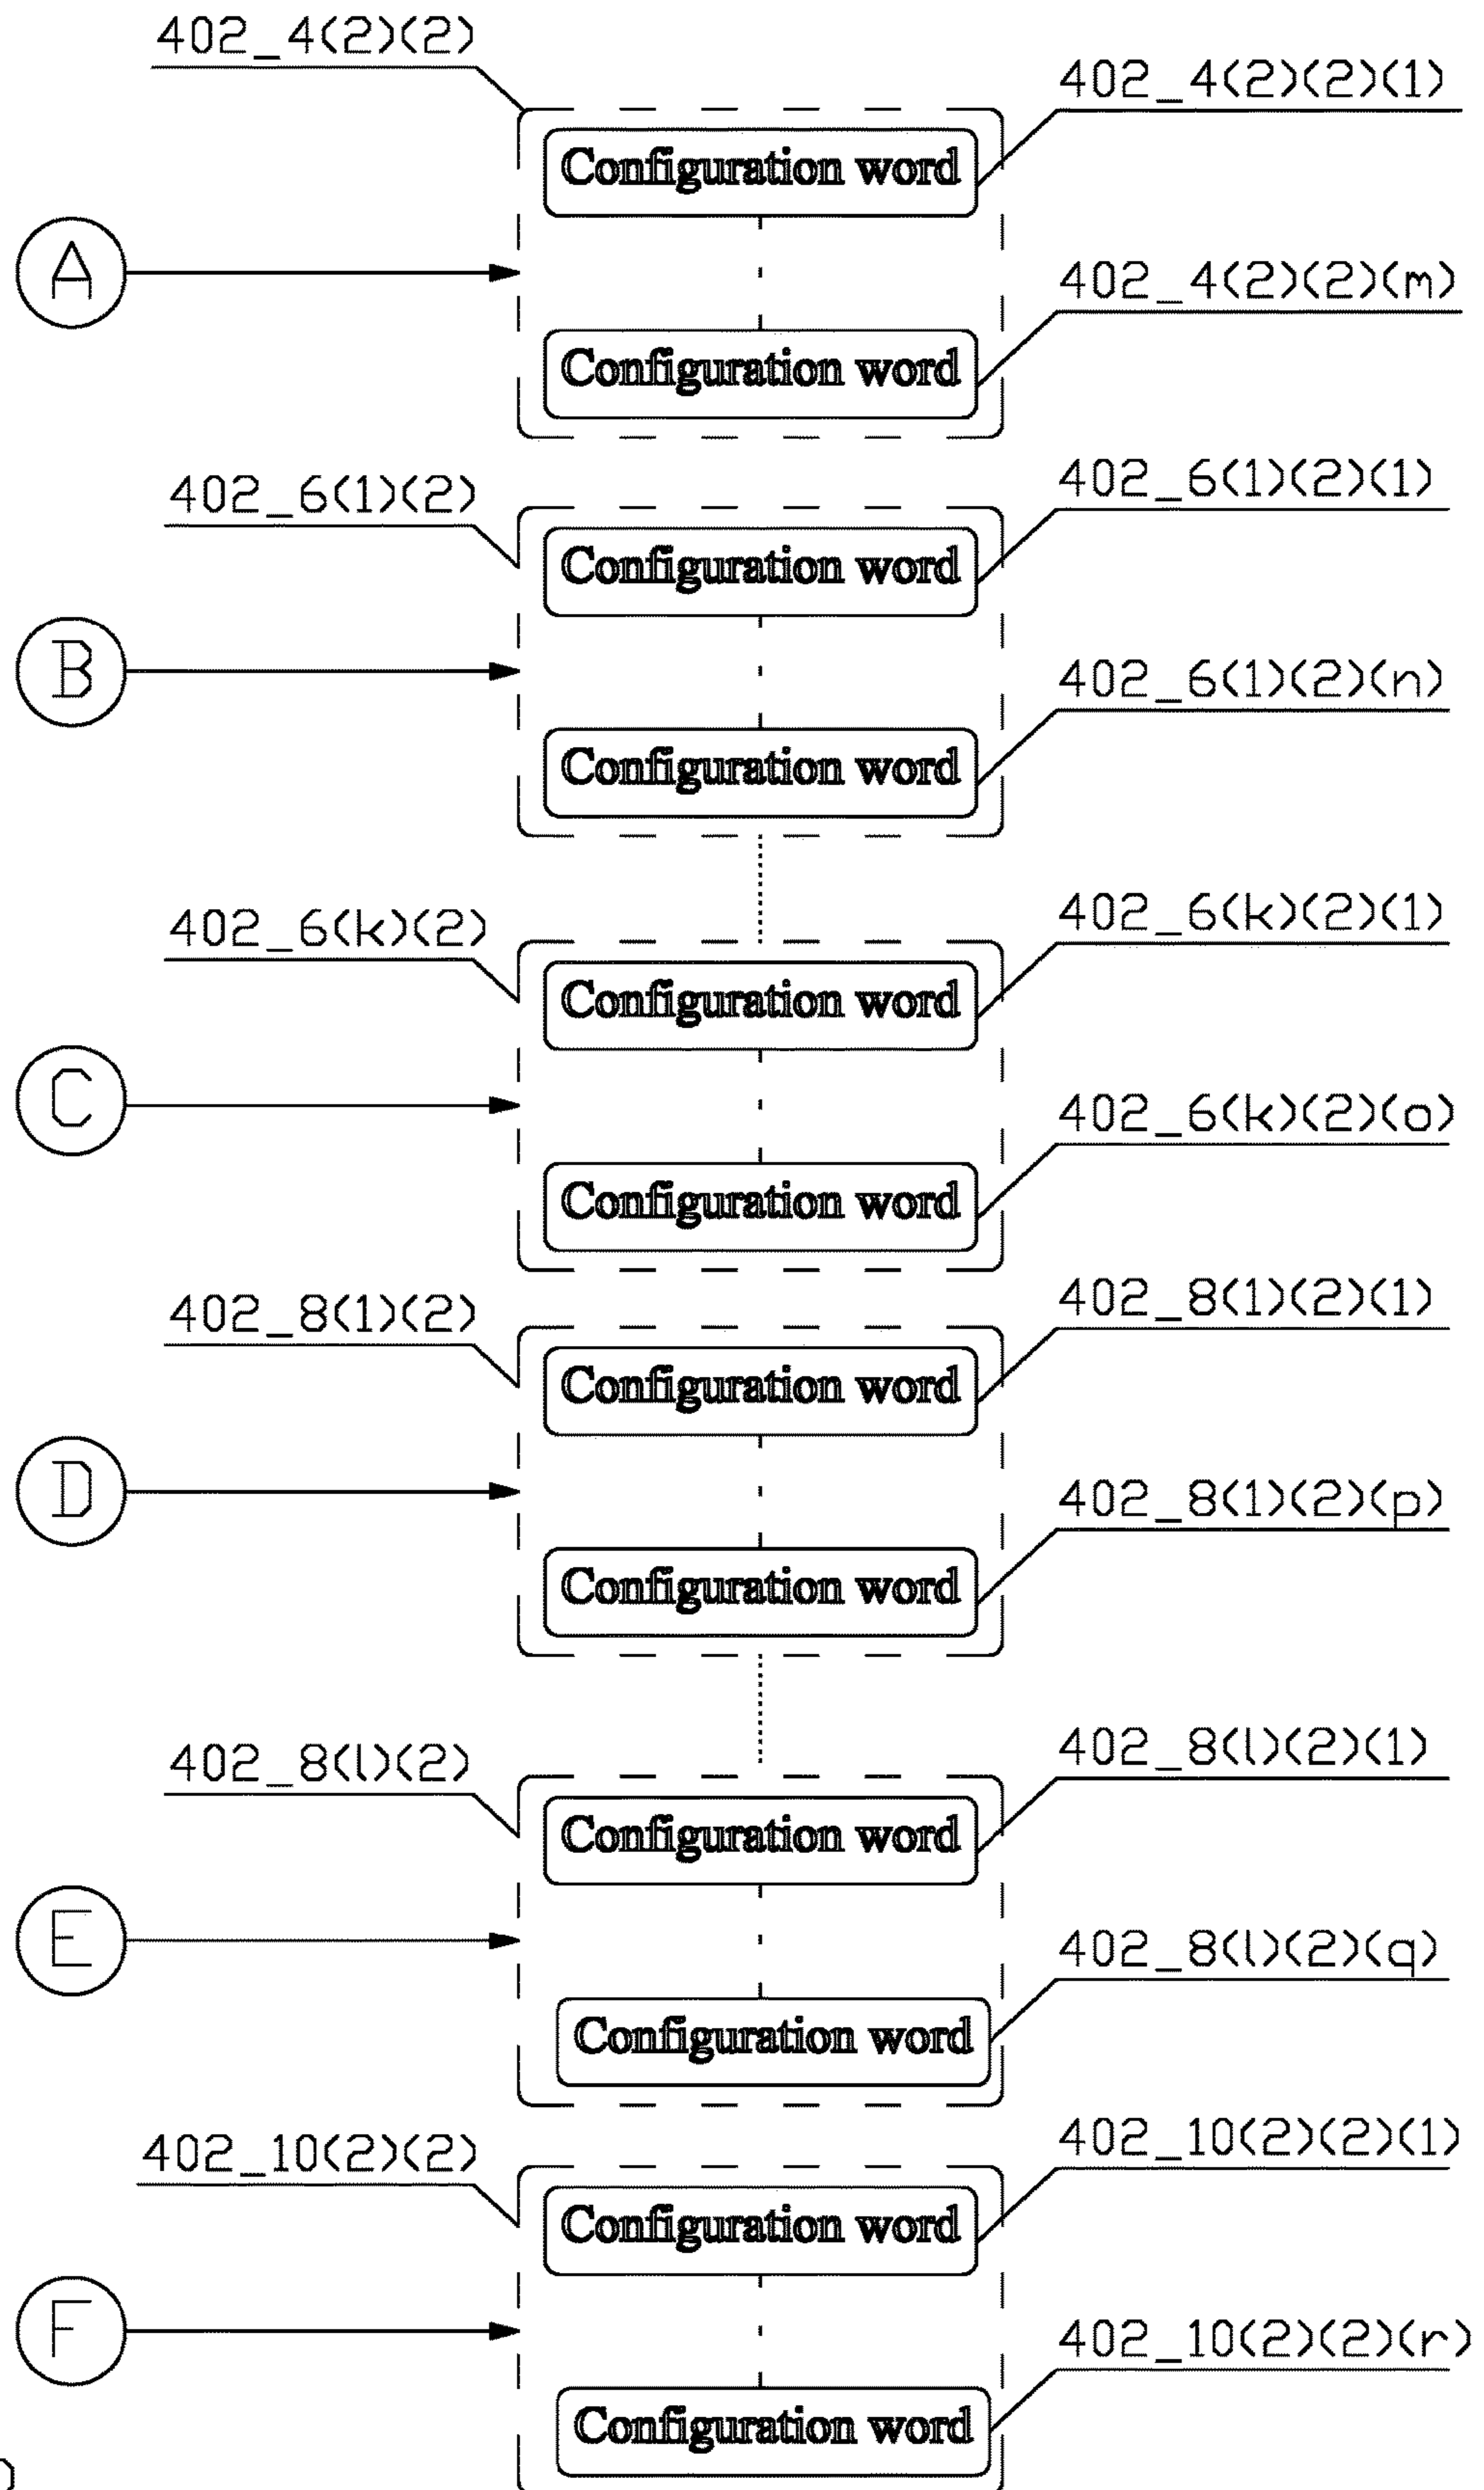 402_4(2)(2)
402_4(2)(2)(1)
Configuration word
A
402_4(2)(2)(m)
Configuration word
402_6(1)(2)
402_6(1)(2)(1)
Configuration word
B
402_6(1)(2)(n)
Configuration word
402_6(k)(2)
402_6(k)(2)(1)
Configuration word
C
402_6(k)(2)(o)
Configuration word
402_8(1)(2)
402_8(1)(2)(1)
Configuration word
D
402_8(1)(2)(p)
Configuration word
402_8(l)(2)
402_8(l)(2)(1)
Configuration word
E
402_8(l)(2)(q)
Configuration word
402_10(2)(2)
402_10(2)(2)(1)
Configuration word
F
402_10(2)(2)(r)
Configuration word
)